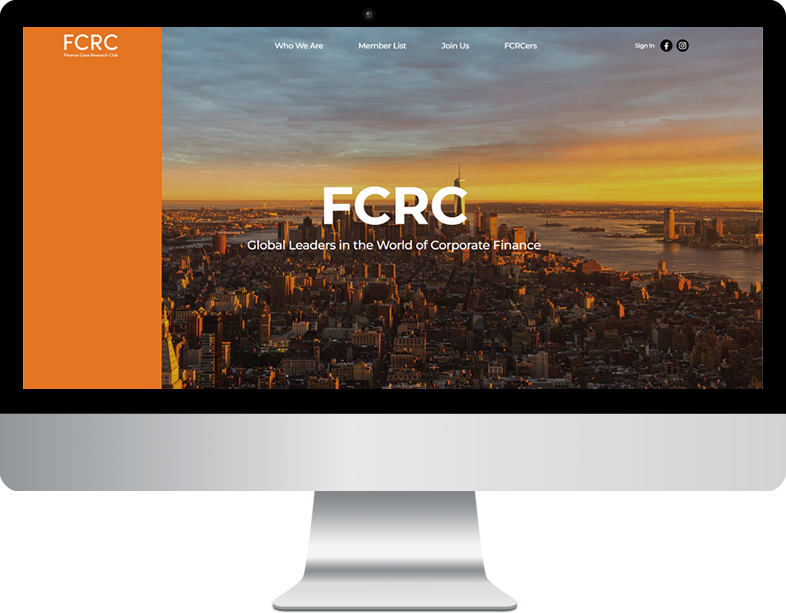 FCRC
Finance Case Research Club
Who We Are
Member List
Join Us
FCRCers
Sign In
FCRC
Global Leaders in the World of Corporate Finance